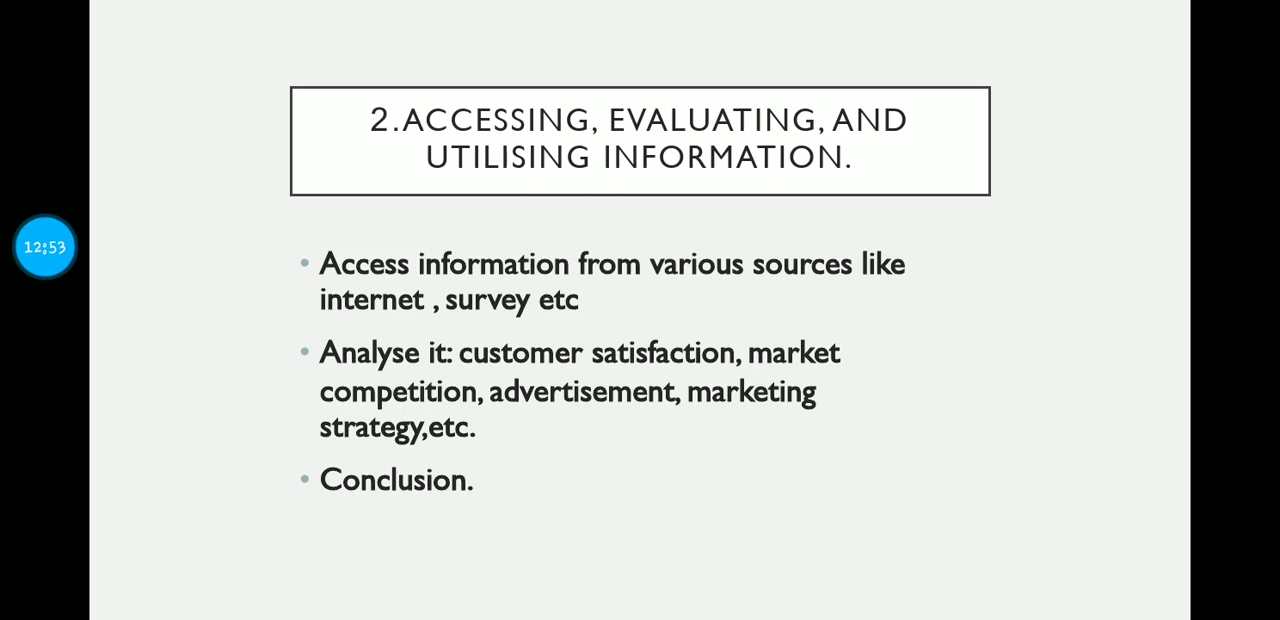 2.ACCESSING, EVALUATING, AND
UTILISING INFORMATION.
12:53
• Access information from various sources like
internet , survey etc
• Analyse it: customer satisfaction, market
competition, advertisement, marketing
strategy,etc.
• Conclusion.